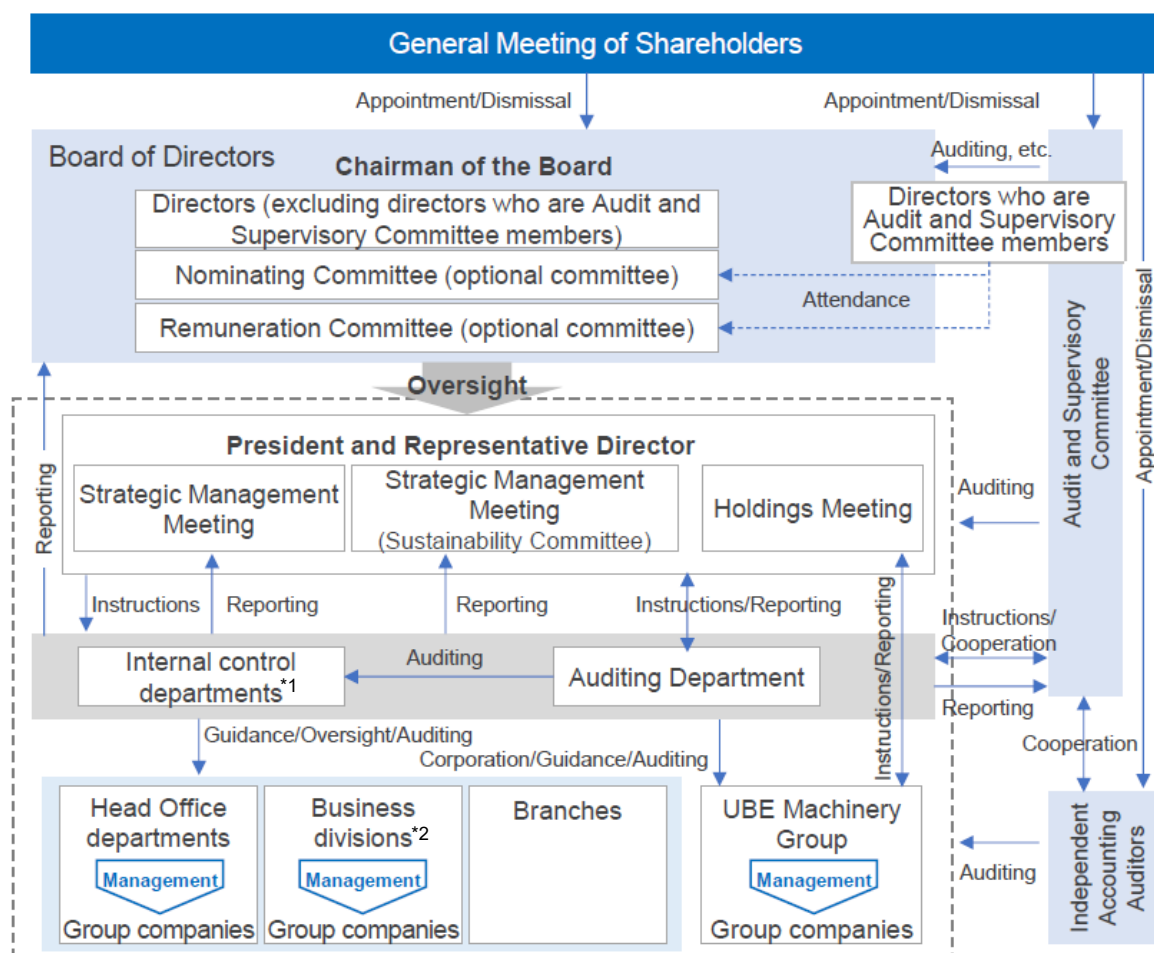 General Meeting of Shareholders
Appointment/Dismissal
Appointment/Dismissal
Board of Directors
Chairman of the Board
Directors (excluding directors who are Audit and
Supervisory Committee members)
Nominating Committee (optional committee)
Remuneration Committee (optional committee)
Auditing, etc.
Directors who are
Audit and Supervisory
Committee members
Attendance
Appointment/Dismissal
Audit and Supervisory
Committee
Oversight
Reporting
President and Representative Director
Strategic Management
Meeting
Strategic Management
Meeting
(Sustainability Committee)
Holdings Meeting
Auditing
Instructions
Reporting
Reporting
Instructions/Reporting
Instructions/Reporting
Instructions/
Cooperation
Internal control
departments*1
Auditing
Auditing Department
Reporting
Guidance/Oversight/Auditing
Corporation/Guidance/Auditing
Cooperation
Head Office
departments
Management
Group companies
Business
divisions*2
Management
Group companies
Branches
UBE Machinery
Group
Management
Group companies
Auditing
Independent
Accounting
Auditors